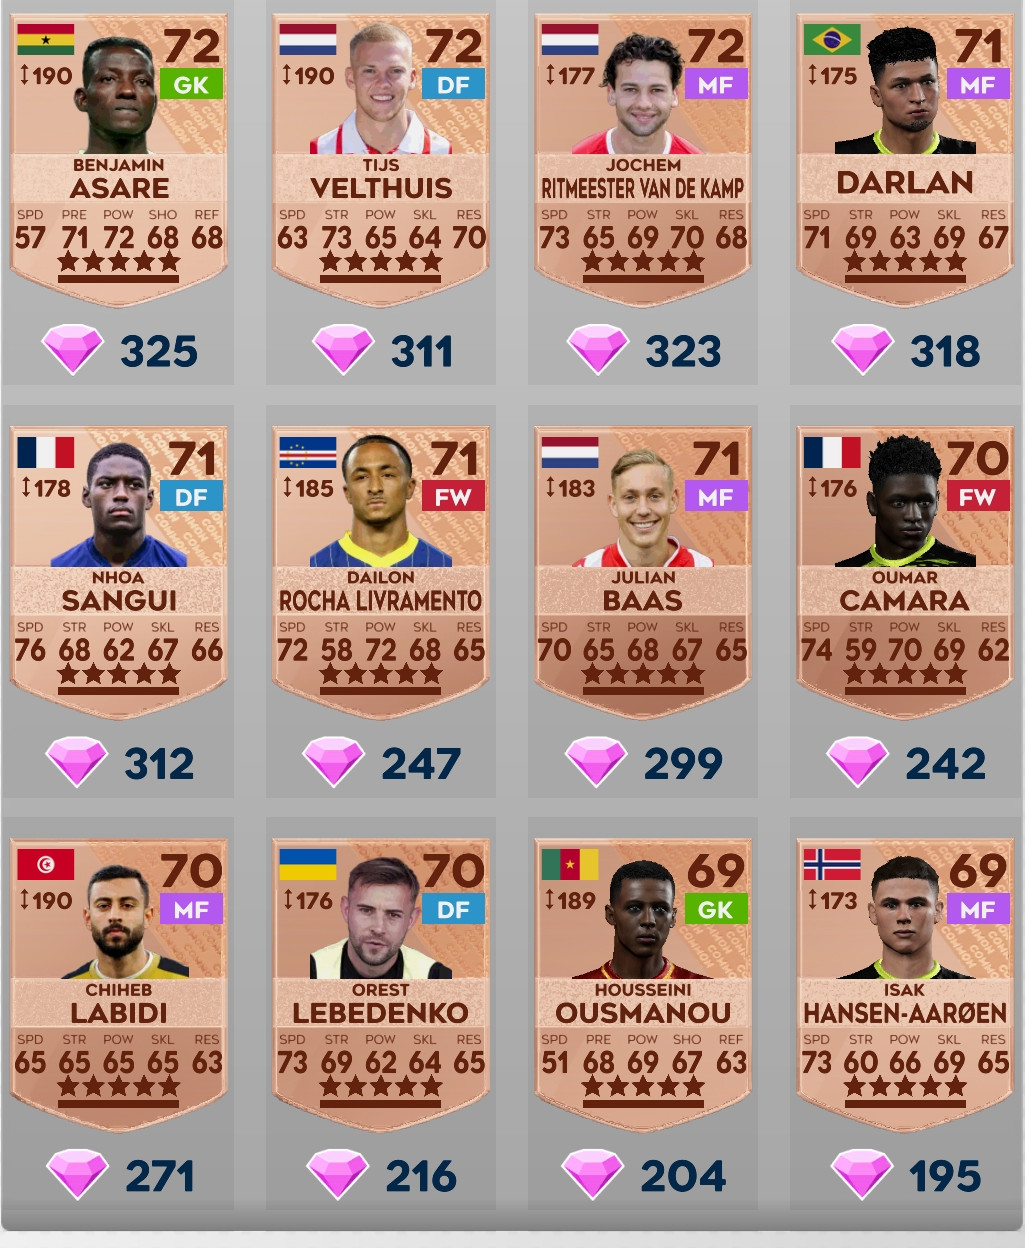 72
190
GK
BENJAMIN
ASARE
SPD PRE POW SHO REF
57 71 72 68 68
325
72
190
DF
TIJS
VELTHUIS
SPD STR POW SKL RES
63 73 65 64 70
311
72
177
MF
JOCHEM
RITMEESTER VAN DE KAMP
SPD STR POW SKL RES
73 65 69 70 68
323
71
175
MF
DARLAN
SPD STR POW SKL RES
71 69 63 69 67
318
71
178
DF
NHOA
SANGUI
SPD STR POW SKL RES
76 68 62 67 66
312
71
185
FW
DAILON
ROCHA LIVRAMENTO
SPD STR POW SKL RES
72 58 72 68 65
247
71
183
MF
JULIAN
BAAS
SPD STR POW SKL RES
70 65 68 67 65
299
70
176
FW
OUMAR
CAMARA
SPD STR POW SKL RES
74 59 70 69 62
242
70
190
MF
CHIHEB
LABIDI
SPD STR POW SKL RES
65 65 65 65 63
271
70
176
DF
OREST
LEBEDENKO
SPD STR POW SKL RES
73 69 62 64 65
216
69
189
GK
HOUSSEINI
OUSMANOU
SPD PRE POW SHO REF
51 68 69 67 63
204
69
173
MF
ISAK
HANSEN-AARØEN
SPD STR POW SKL RES
73 60 66 69 65
195